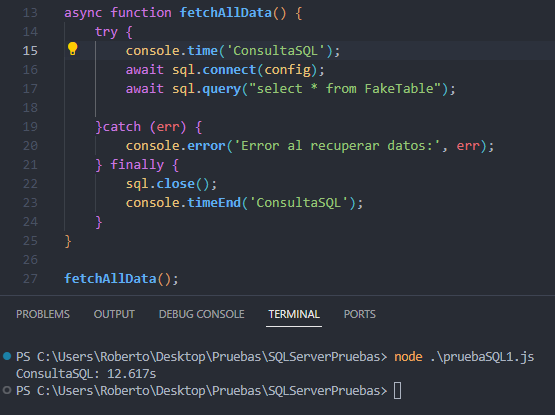 13 async function fetchAllData() {
14 try {
15 console.time('ConsultaSQL');
16 await sql.connect(config);
17 await sql.query("select * from FakeTable");
18
19 }catch (err) {
20 console.error('Error al recuperar datos:', err);
21 } finally {
22 sql.close();
23 console.timeEnd('ConsultaSQL');
24 }
25 }
26
27 fetchAllData();
PROBLEMS OUTPUT DEBUG CONSOLE TERMINAL PORTS
PS C:\Users\Roberto\Desktop\Pruebas\SQLServerPruebas> node .\pruebaSQL1.js
ConsultaSQL: 12.617s
PS C:\Users\Roberto\Desktop\Pruebas\SQLServerPruebas>